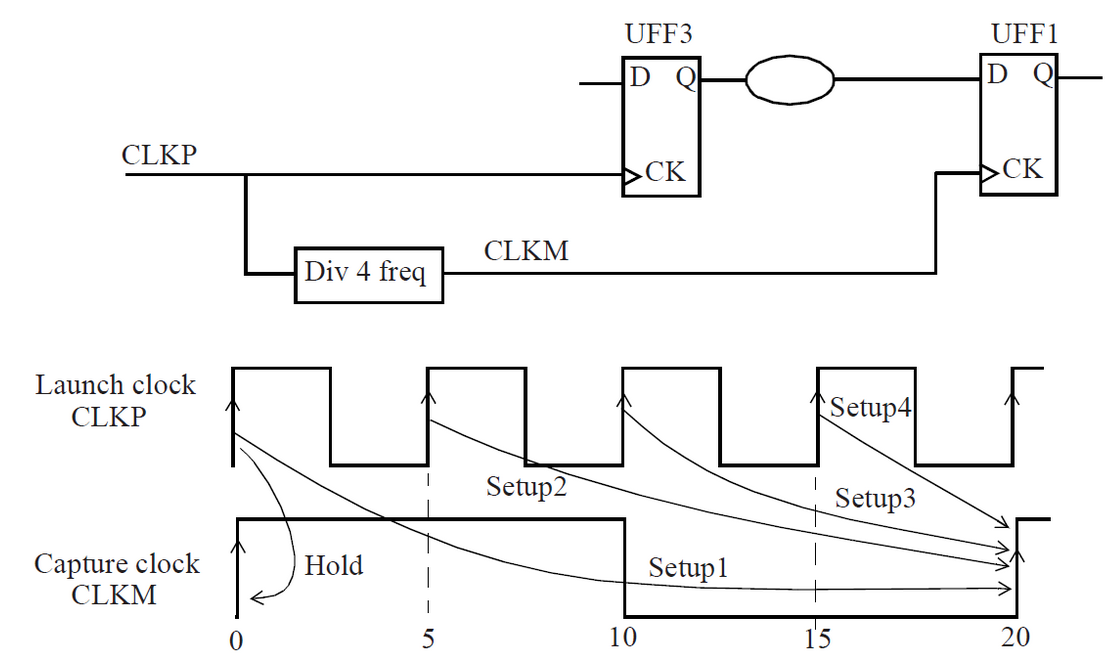 UFF3
UFF1
D Q
D Q
CLKP
CK
CK
CLKM
Div 4 freq
Launch clock
CLKP
Setup4
Setup2
Setup3
Capture clock
CLKM
Hold
Setup1
0 5 10 15 20